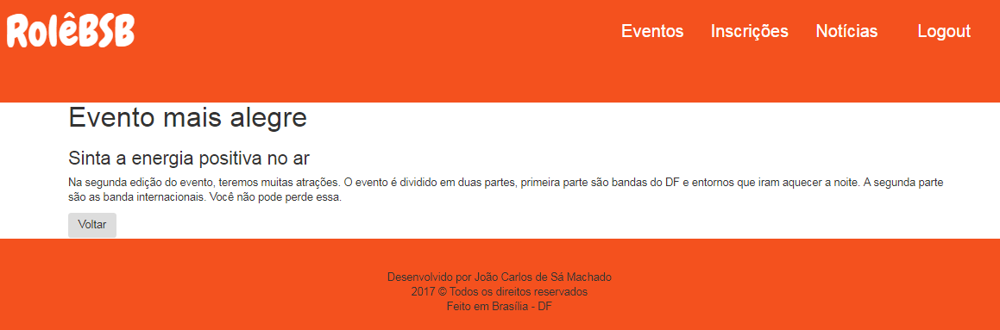 RolêBSB
Eventos Inscrições Notícias Logout
Evento mais alegre
Sinta a energia positiva no ar
Na segunda edição do evento, teremos muitas atrações. O evento é dividido em duas partes, primeira parte são bandas do DF e entornos que iram aquecer a noite. A segunda parte
são as banda internacionais. Você não pode perde essa.
Voltar
Desenvolvido por João Carlos de Sá Machado
2017 © Todos os direitos reservados
Feito em Brasília - DF